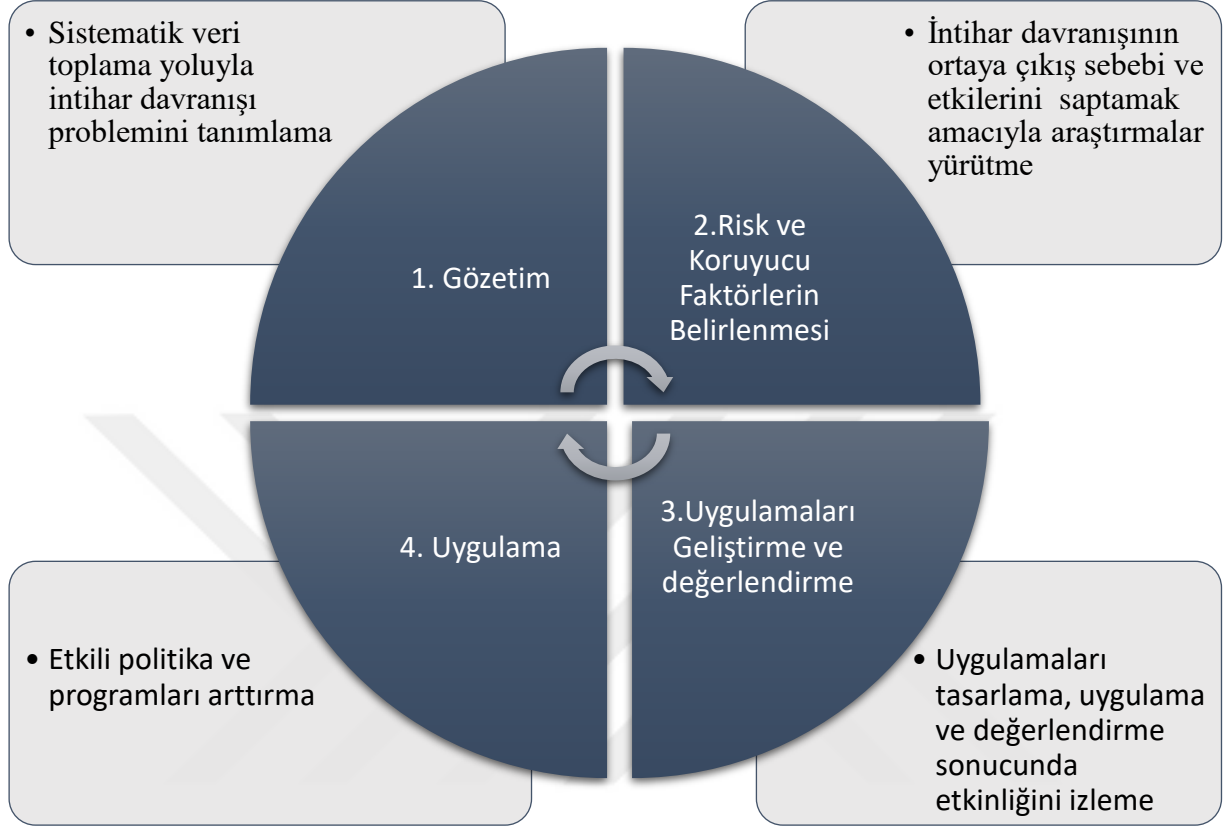 • Sistematik veri
toplama yoluyla
intihar davranışı
problemini tanımlama
• İntihar davranışının
ortaya çıkış sebebi ve
etkilerini saptamak
amacıyla araştırmalar
yürütme
1. Gözetim
2.Risk ve
Koruyucu
Faktörlerin
Belirlenmesi
3.Uygulamaları
Geliştirme ve
değerlendirme
4. Uygulama
• Etkili politika ve
programları arttırma
• Uygulamaları
tasarlama, uygulama
ve değerlendirme
sonucunda
etkinliğini izleme